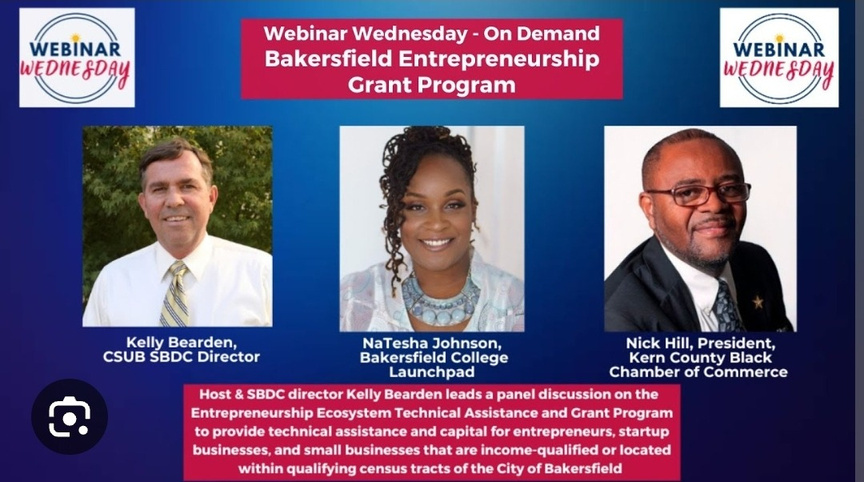 WEBINAR
WEDNESDAY
Webinar Wednesday - On Demand
Bakersfield Entrepreneurship
Grant Program
WEBINAR
WEDNESDAY
Kelly Bearden,
CSUB SBDC Director
NaTesha Johnson,
Bakersfield College
Launchpad
Nick Hill, President,
Kern County Black
Chamber of Commerce
Host & SBDC director Kelly Bearden leads a panel discussion on the
Entrepreneurship Ecosystem Technical Assistance and Grant Program
to provide technical assistance and capital for entrepreneurs, startup
businesses, and small businesses that are income-qualified or located
within qualifying census tracts of the City of Bakersfield